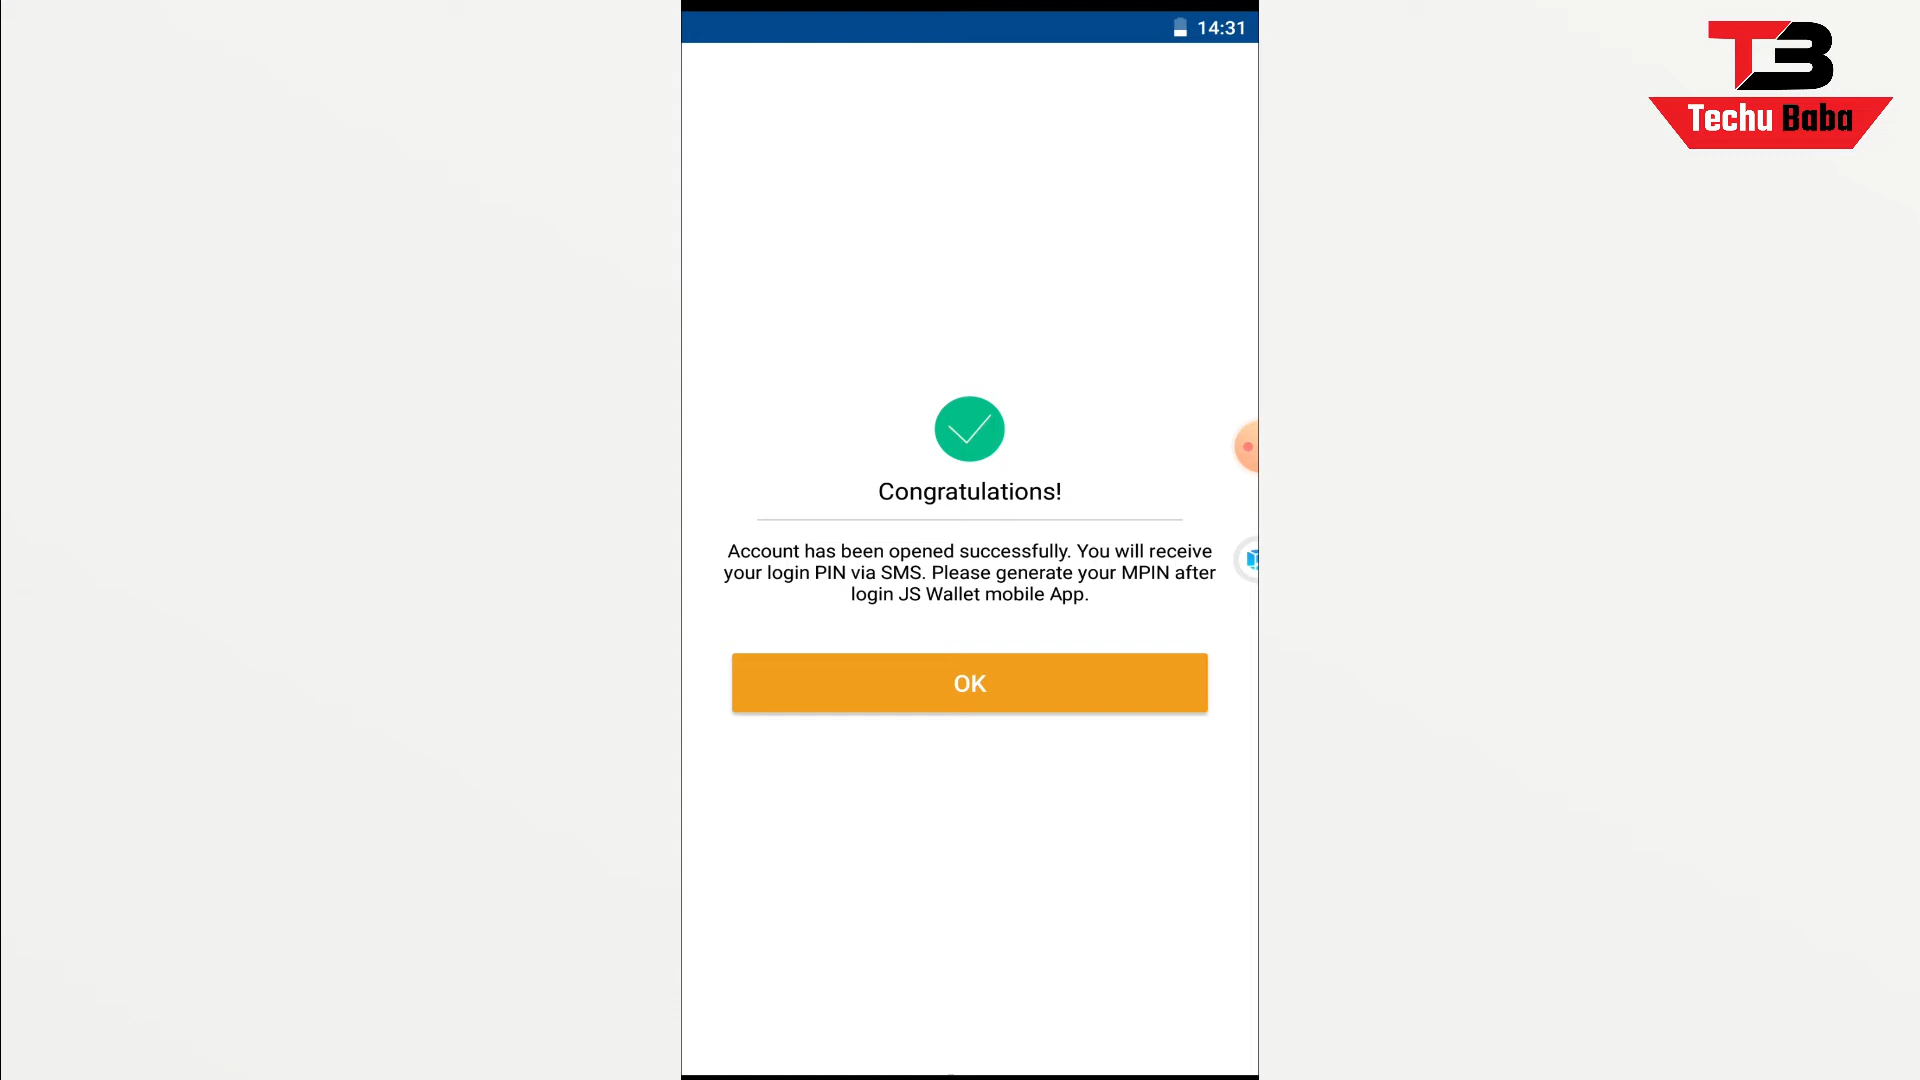 14:31
TB
Techu Baba
Congratulations!
Account has been opened successfully. You will receive
your login PIN via SMS. Please generate your MPIN after
login JS Wallet mobile App.
OK